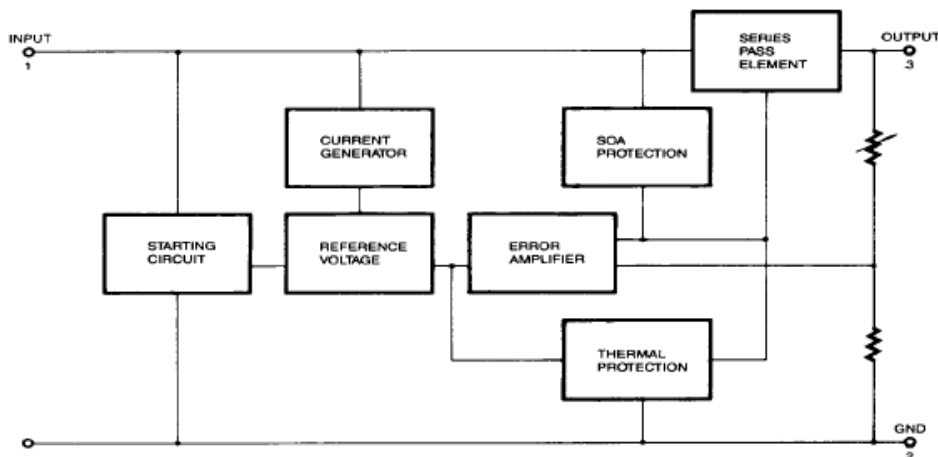 INPUT
1
SERIES
PASS
ELEMENT
OUTPUT
3
CURRENT
GENERATOR
SOA
PROTECTION
STARTING
CIRCUIT
REFERENCE
VOLTAGE
ERROR
AMPLIFIER
THERMAL
PROTECTION
GND
2